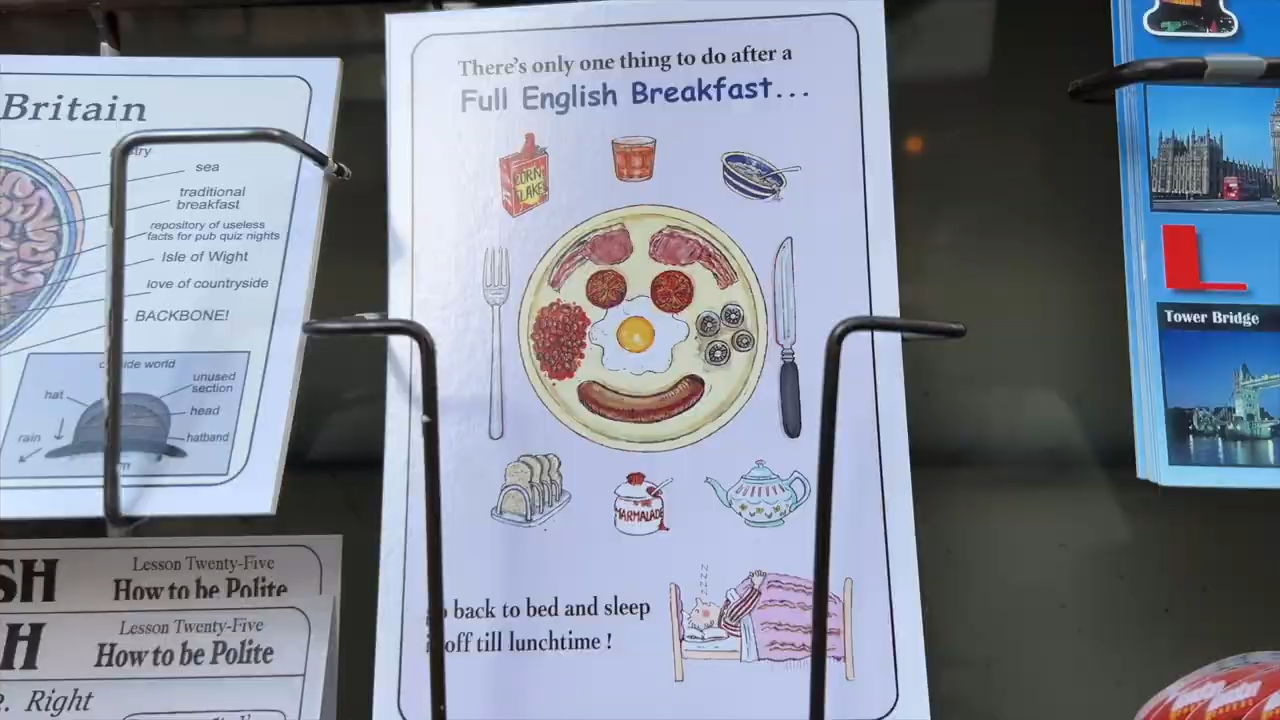 There's only one thing to do after a
Full English Breakfast...
CORN
FLAKE
MARMALADE
ZZZZ
back to bed and sleep
off till lunchtime !
Britain
sea
traditional
breakfast
repository of useless
facts for pub quiz nights
Isle of Wight
love of countryside
BACKBONE!
world
unused
section
hat
head
rain
hatband
Lesson Twenty-Five
How to be Polite
Lesson Twenty-Five
How to be Polite
Right
Tower Bridge